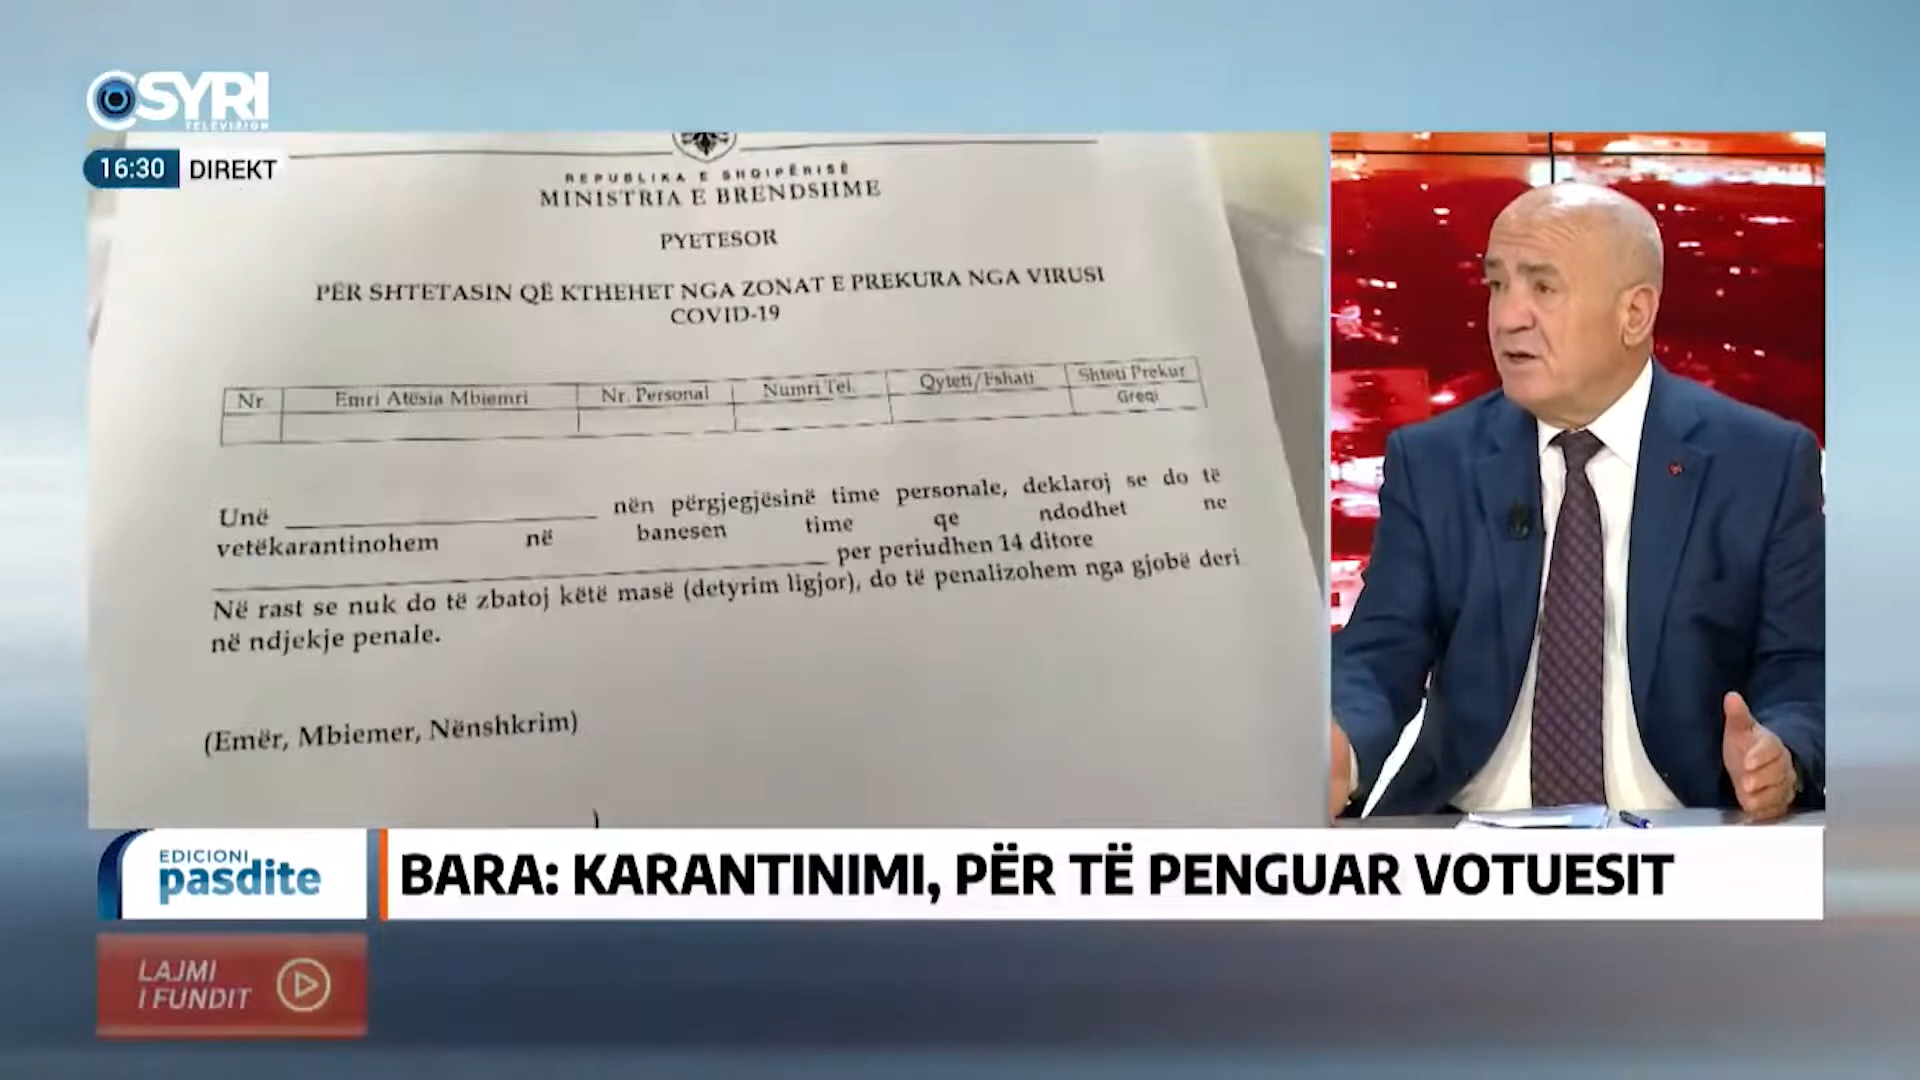 SYRI
TELEVISION
16:30 DIREKT
REPUBLIKA E SHQIPËRISË
MINISTRIA E BRENDSHME
PYETESOR
PËR SHTETASIN QË KTHEHET NGA ZONAT E PREKURA NGA VIRUSI
COVID-19
Nr Emri Atësia Mbiemri Nr. Personal Numri Tel. Qyteti/Fshati Shteti Prekur
Greqi
Unë nën përgjegjësinë time personale, deklaroj se do të
vetëkarantinohem në banesen time qe ndodhet ne
per periudhen 14 ditore
Në rast se nuk do të zbatoj këtë masë (detyrim ligjor), do të penalizohem nga gjobë deri
në ndjekje penale.
(Emër, Mbiemer, Nënshkrim)
EDICIONI
pasdite
BARA: KARANTINIMI, PËR TË PENGUAR VOTUESIT
LAJMI
I FUNDIT